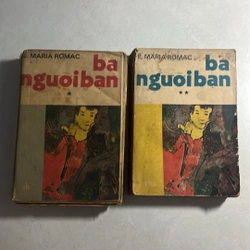 E. MARIA ROMAC
ba
nguoiban
*
E. MARIA ROMAC
ba
nguoiban
**